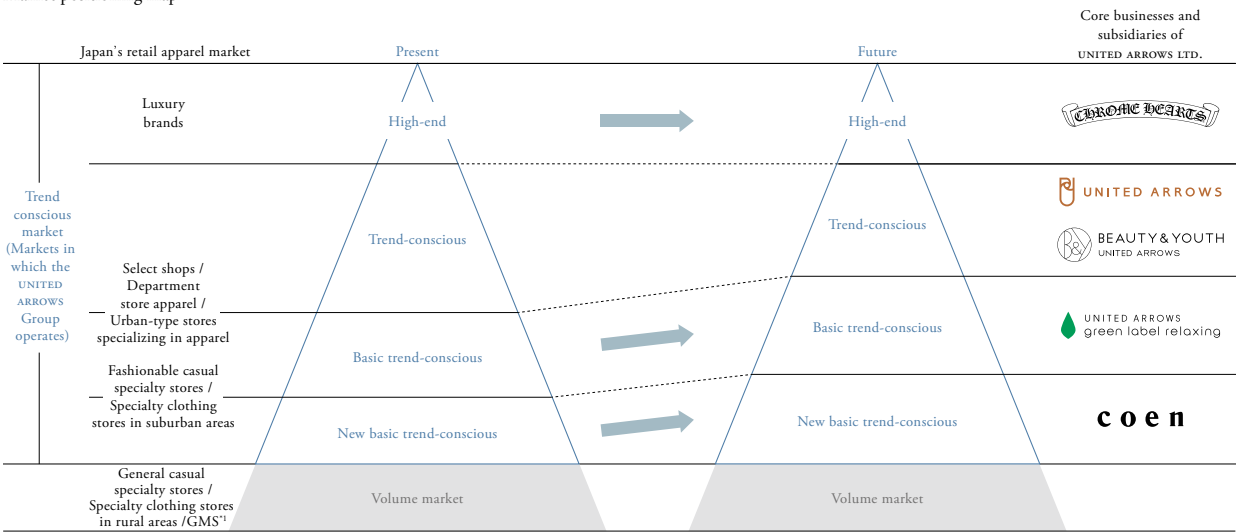 Japan's retail apparel market
Present
Future
Core businesses and
subsidiaries of
UNITED ARROWS LTD.
Trend
conscious
market
(Markets in
which the
UNITED
ARROWS
Group
operates)
Luxury
brands
High-end
High-end
CHROME HEARTS
Select shops /
Department
store apparel /
Urban-type stores
specializing in apparel
Trend-conscious
Trend-conscious
UNITED ARROWS
B&Y
BEAUTY&YOUTH
UNITED ARROWS
Basic trend-conscious
Basic trend-conscious
UNITED ARROWS
green label relaxing
Fashionable casual
specialty stores /
Specialty clothing
stores in suburban areas
New basic trend-conscious
New basic trend-conscious
coen
General casual
specialty stores /
Specialty clothing stores
in rural areas /GMS*1
Volume market
Volume market